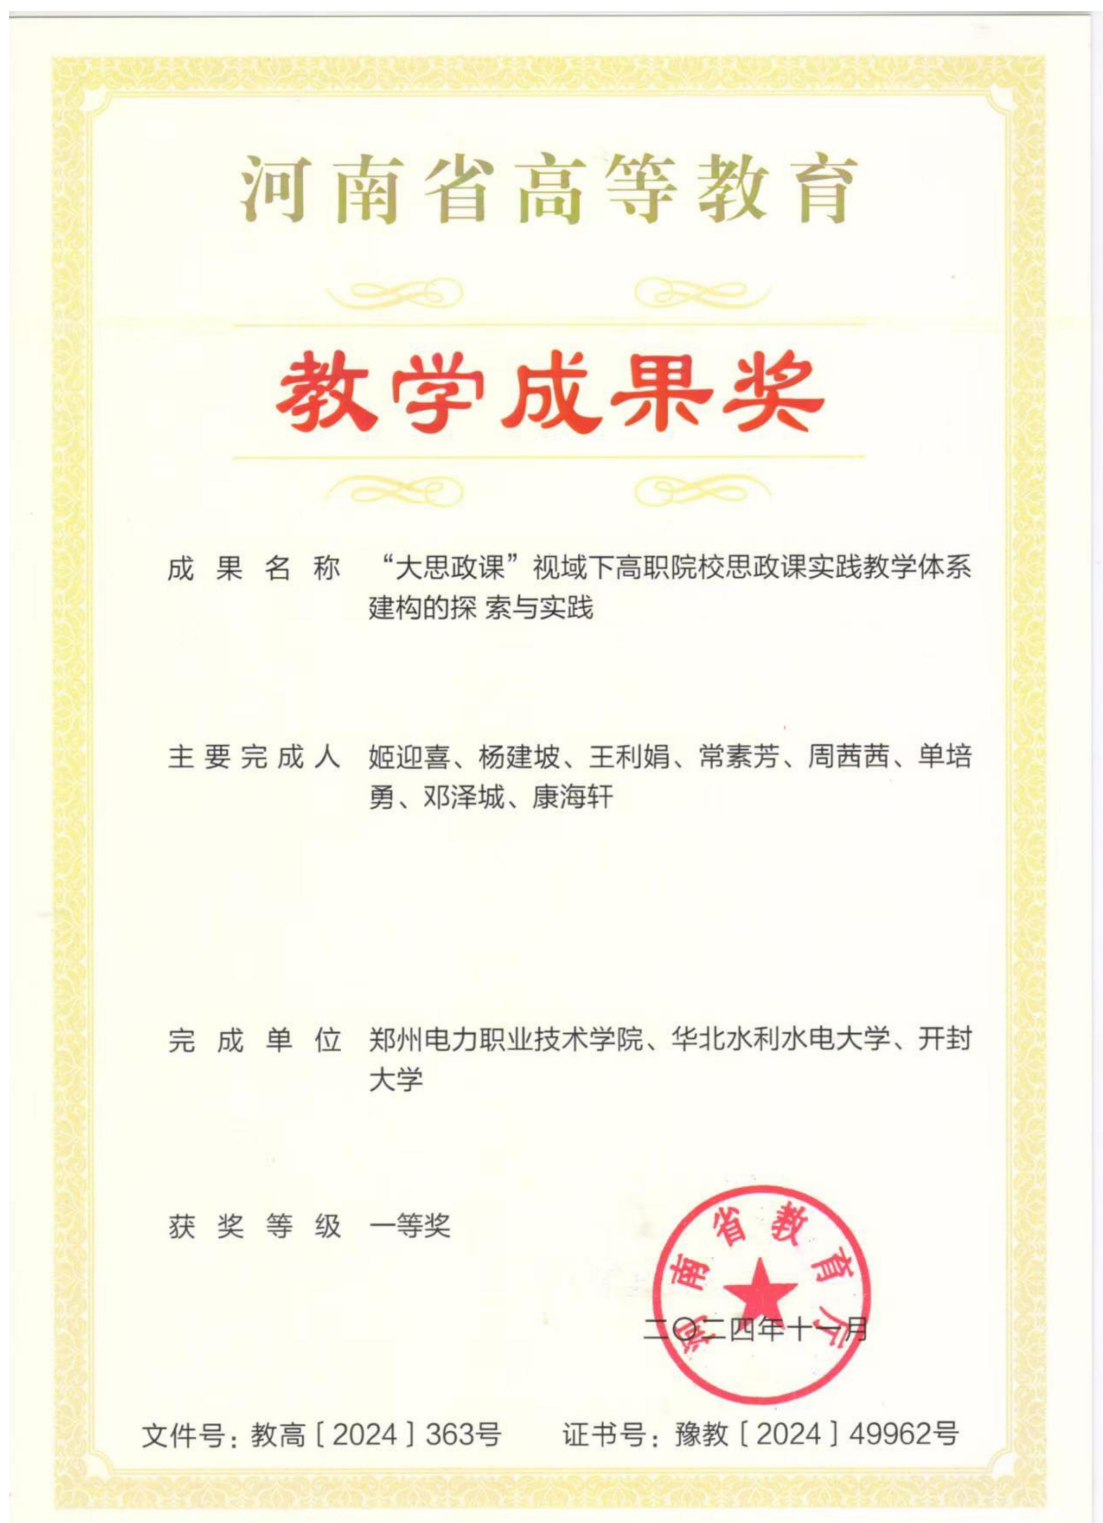 河南省高等教育
教学成果奖
成果名称 “大思政课”视域下高职院校思政课实践教学体系
建构的探 索与实践
主要完成人 姬迎喜、杨建坡、王利娟、常素芳、周茜茜、单培
勇、邓泽城、康海轩
完成单位 郑州电力职业技术学院、华北水利水电大学、开封
大学
获奖等级 一等奖
河南省教育厅
二〇二四年十一月
文件号：教高［2024］363号 证书号：豫教［2024］49962号